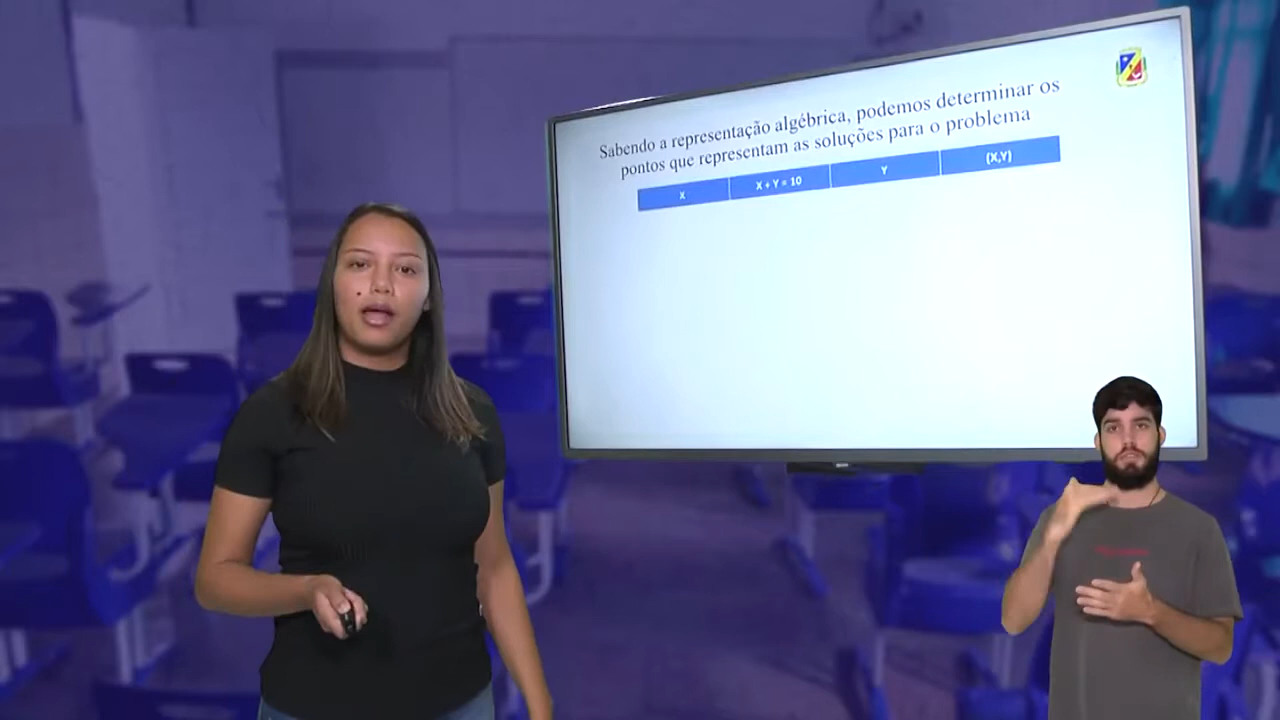 Sabendo a representação algébrica, podemos determinar os
pontos que representam as soluções para o problema
X X + Y = 10 Y (X,Y)